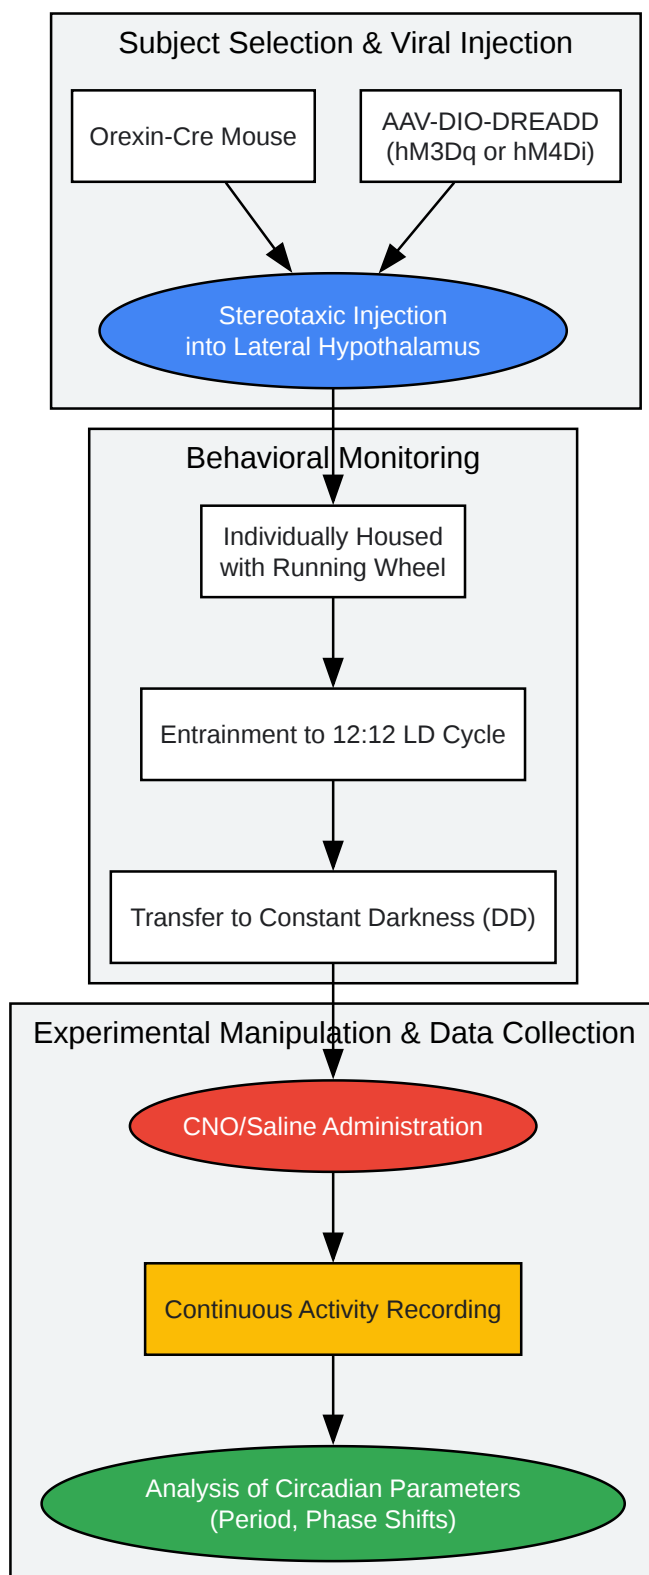 Subject Selection & Viral Injection
Orexin-Cre Mouse
AAV-DIO-DREADD
(hM3Dq or hM4Di)
Stereotaxic Injection
into Lateral Hypothalamus
Behavioral Monitoring
Individually Housed
with Running Wheel
Entrainment to 12:12 LD Cycle
Transfer to Constant Darkness (DD)
Experimental Manipulation & Data Collection
CNO/Saline Administration
Continuous Activity Recording
Analysis of Circadian Parameters
(Period, Phase Shifts)